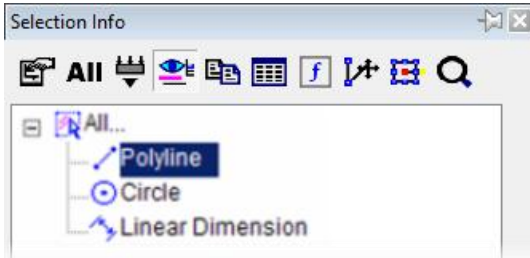 Selection Info
All
f
All...
Polyline
Circle
Linear Dimension